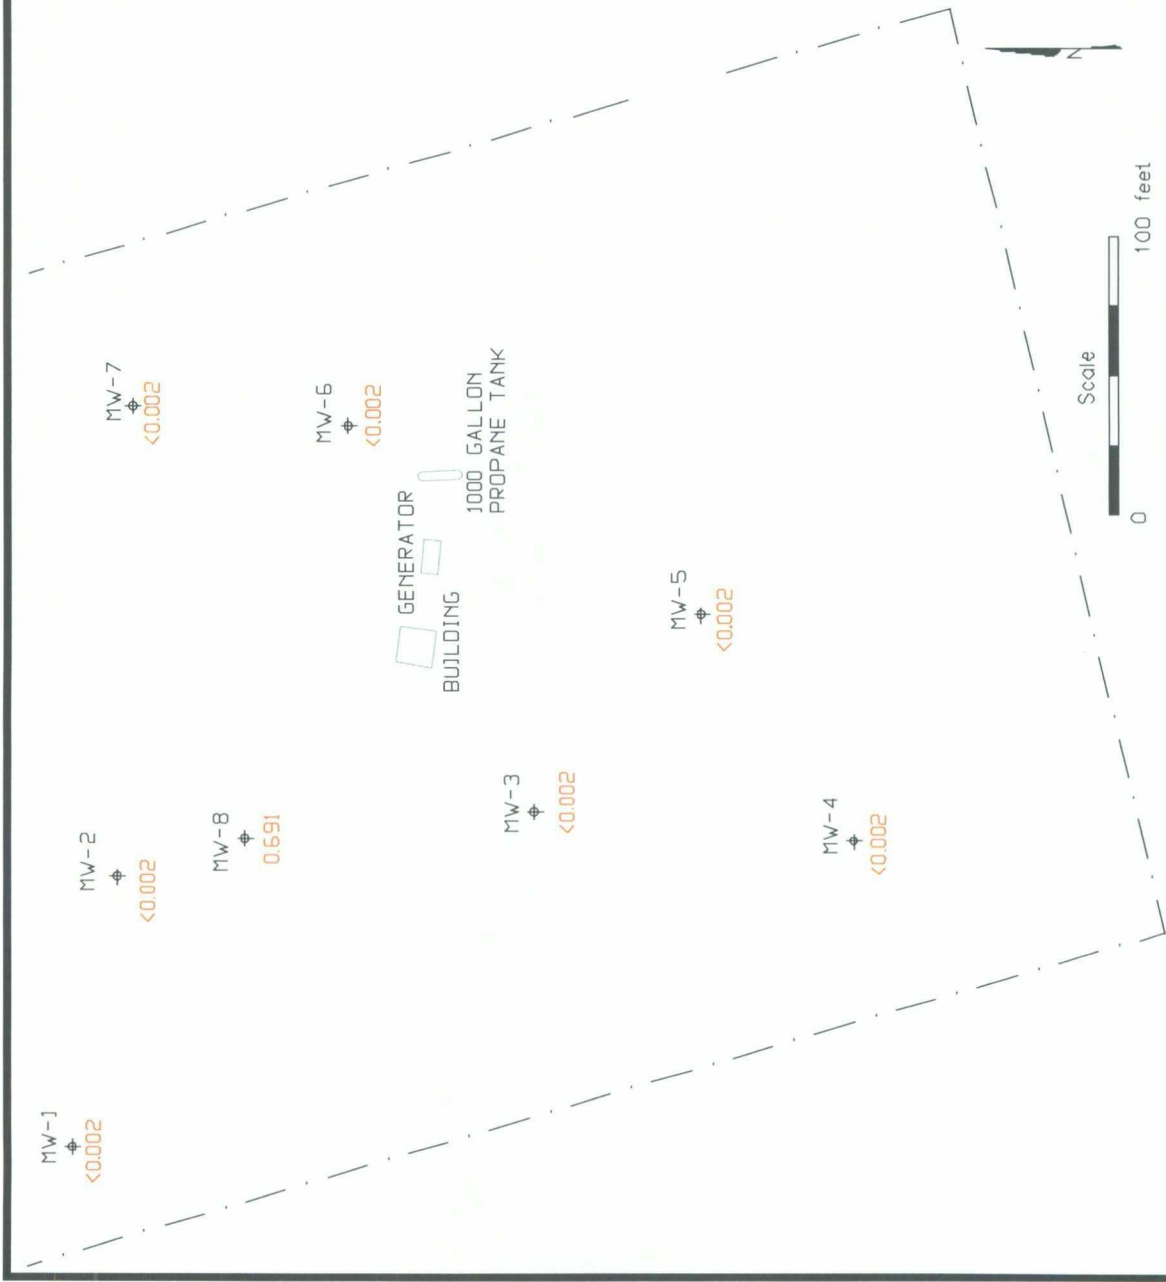 MW-1
<0.002
MW-2
<0.002
MW-8
0.691
MW-7
<0.002
MW-6
<0.002
GENERATOR
BUILDING
1000 GALLON
PROPANE TANK
MW-3
<0.002
MW-5
<0.002
MW-4
<0.002
N
Scale
0
100 feet